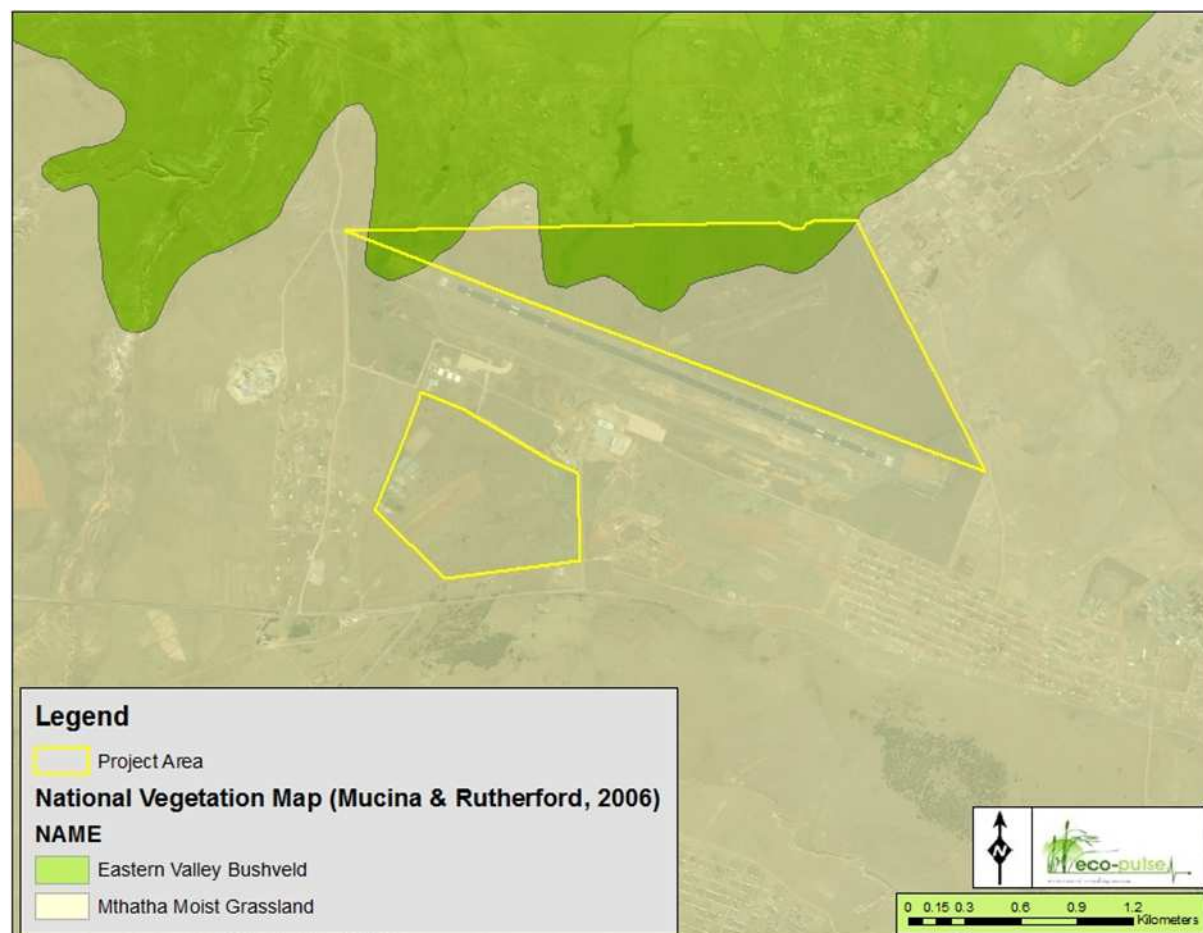 Legend
Project Area
National Vegetation Map (Mucina & Rutherford, 2006)
NAME
Eastern Valley Bushveld
Mthatha Moist Grassland
N
eco-pulse
0 0.15 0.3 0.6 0.9 1.2
Kilometers